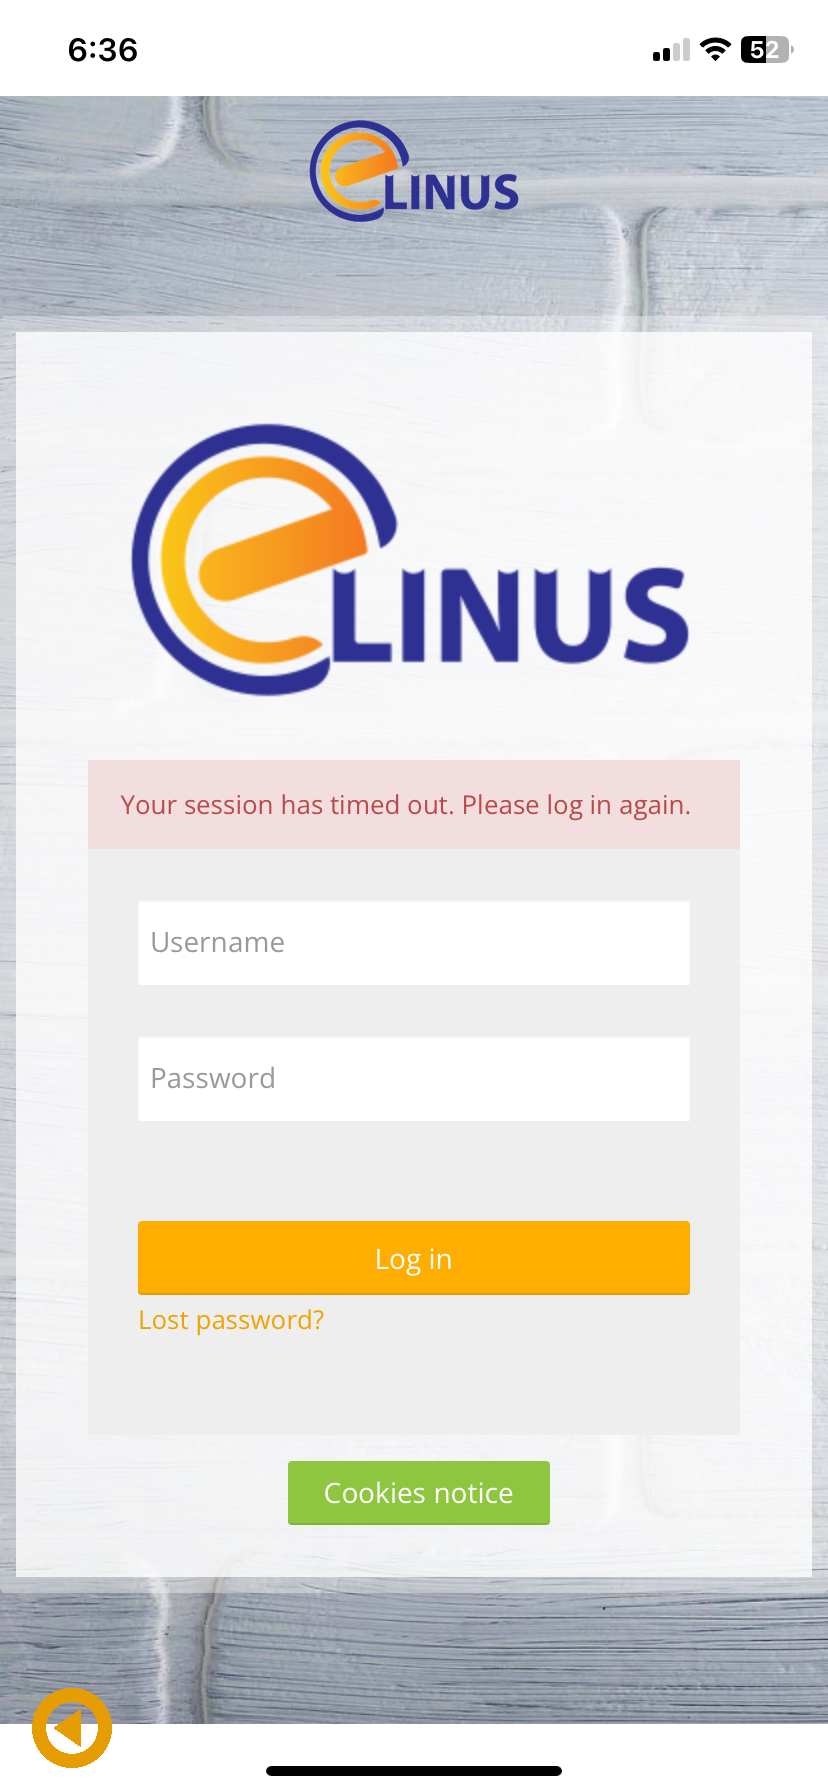 6:36
52
eLINUS
eLINUS
Your session has timed out. Please log in again.
Username
Password
Log in
Lost password?
Cookies notice